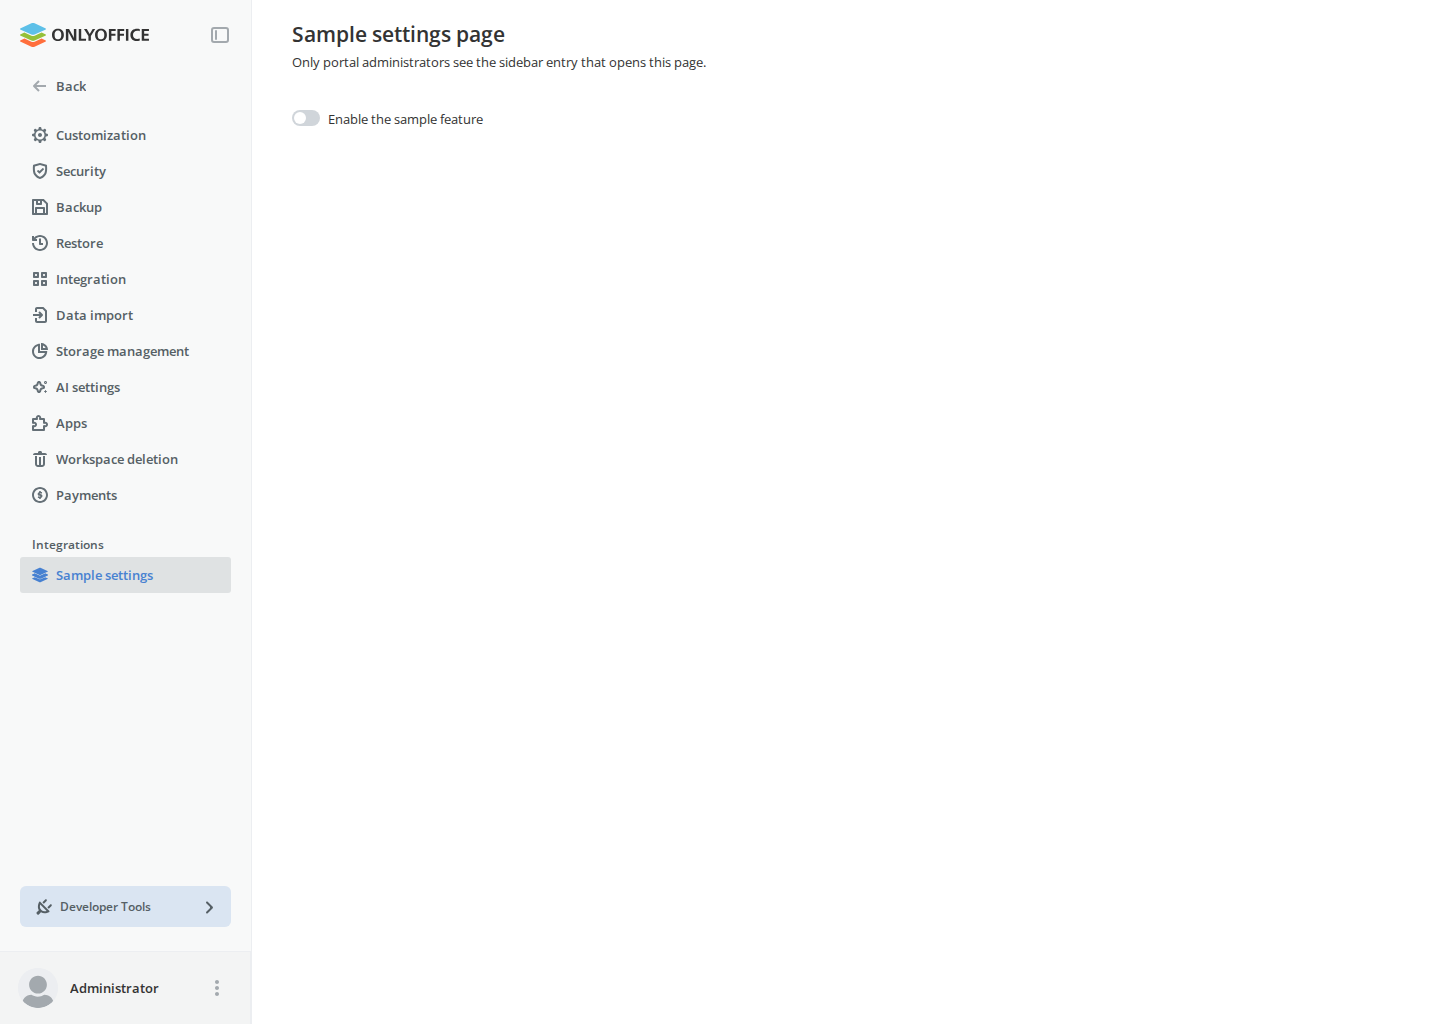 ONLYOFFICE
Back
Customization
Security
Backup
Restore
Integration
Data import
Storage management
AI settings
Apps
Workspace deletion
Payments
Integrations
Sample settings
Developer Tools
Administrator
Sample settings page
Only portal administrators see the sidebar entry that opens this page.
Enable the sample feature